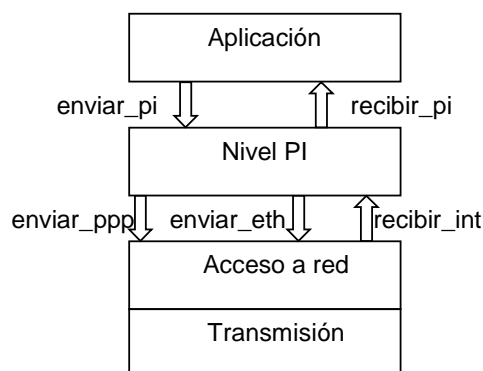 Aplicación
enviar_pi recibir_pi
Nivel PI
enviar_ppp enviar_eth recibir_int
Acceso a red
Transmisión